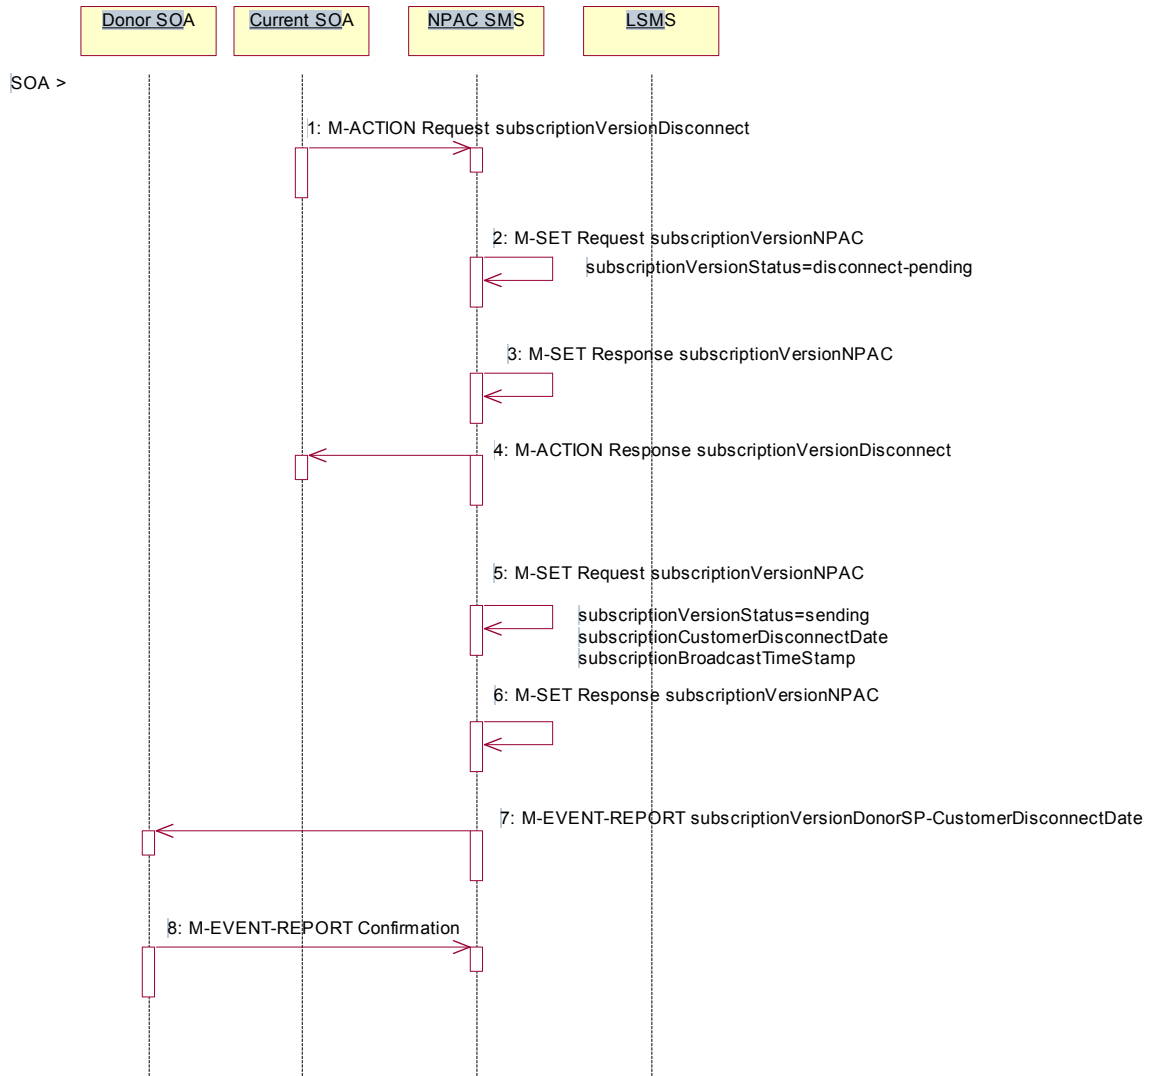 Donor SOA
Current SOA
NPAC SMS
LSMS
SOA >
1: M-ACTION Request subscriptionVersionDisconnect
2: M-SET Request subscriptionVersionNPAC
subscriptionVersionStatus=disconnect-pending
3: M-SET Response subscriptionVersionNPAC
4: M-ACTION Response subscriptionVersionDisconnect
5: M-SET Request subscriptionVersionNPAC
subscriptionVersionStatus=sending
subscriptionCustomerDisconnectDate
subscriptionBroadcastTimeStamp
6: M-SET Response subscriptionVersionNPAC
7: M-EVENT-REPORT subscriptionVersionDonorSP-CustomerDisconnectDate
8: M-EVENT-REPORT Confirmation